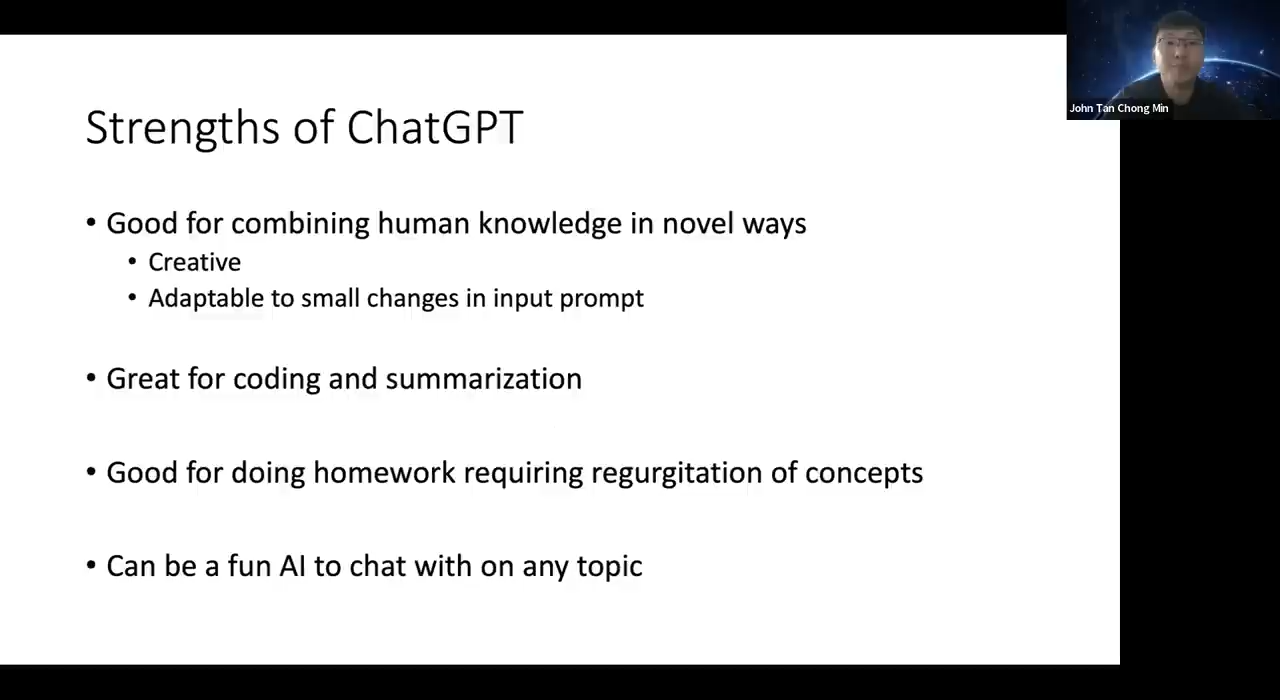 John Tan Chong Min
Strengths of ChatGPT
• Good for combining human knowledge in novel ways
• Creative
• Adaptable to small changes in input prompt
• Great for coding and summarization
• Good for doing homework requiring regurgitation of concepts
• Can be a fun AI to chat with on any topic